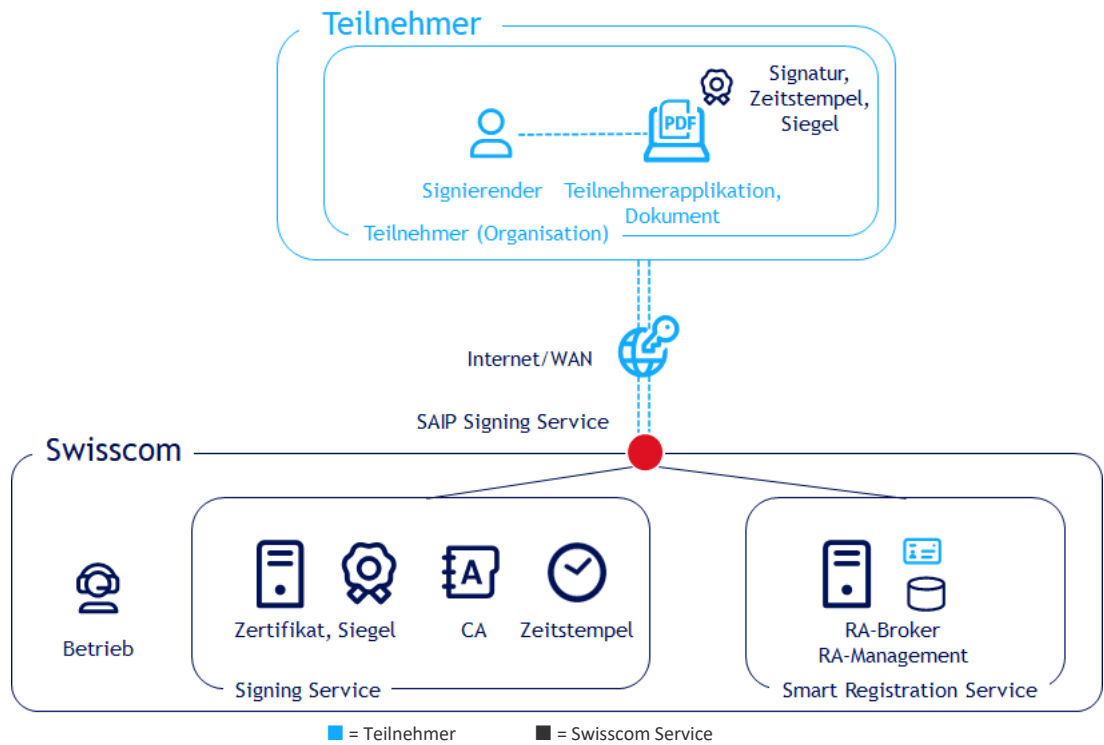 Teilnehmer
Signatur,
Zeitstempel,
Siegel
PDF
Signierender
Teilnehmerapplikation,
Dokument
Teilnehmer (Organisation)
Internet/WAN
SAIP Signing Service
Swisscom
Betrieb
A
Zertifikat, Siegel
CA
Zeitstempel
Signing Service
RA-Broker
RA-Management
Smart Registration Service
= Teilnehmer
= Swisscom Service